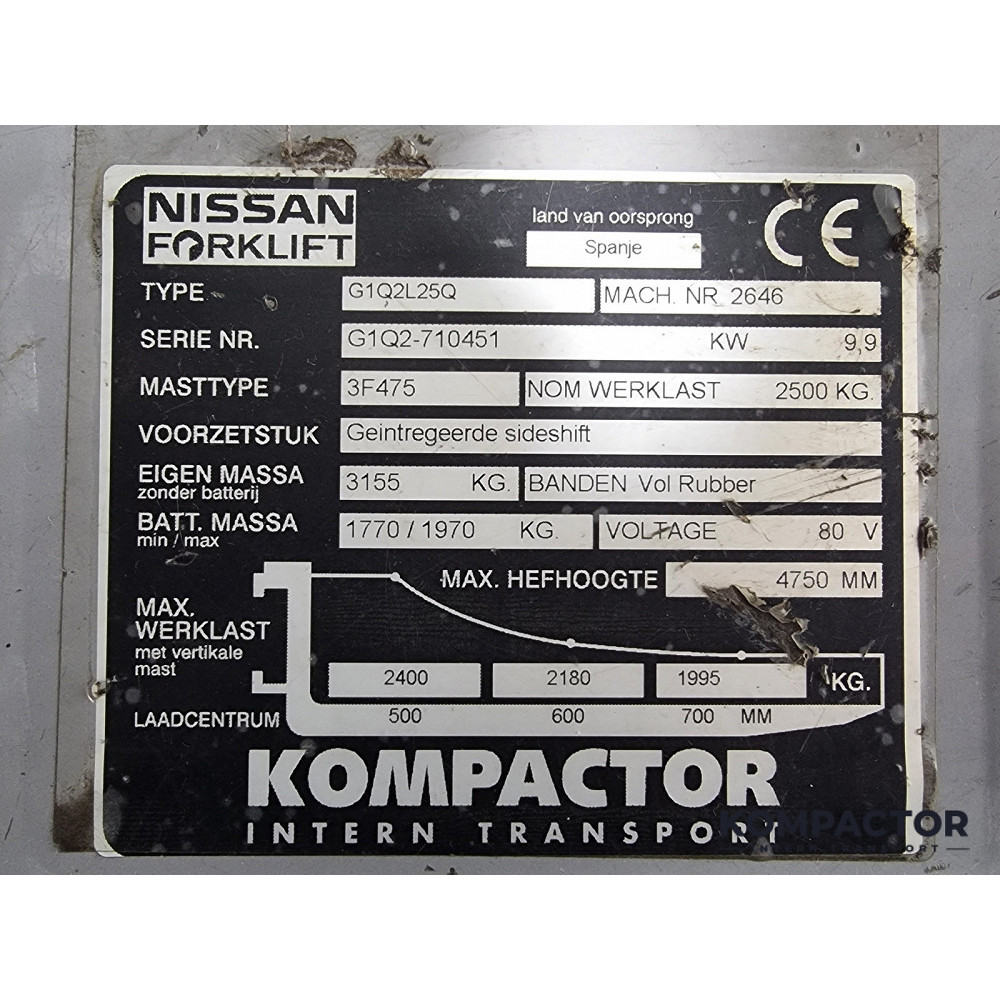 NISSAN
FORKLIFT
land van oorsprong
Spanje
CE
TYPE G1Q2L25Q MACH. NR 2646
SERIE NR. G1Q2-710451 KW 9,9
MASTTYPE 3F475 NOM WERKLAST 2500 KG.
VOORZETSTUK Geintregeerde sideshift
EIGEN MASSA 3155 KG. BANDEN Vol Rubber
zonder batterij
BATT. MASSA 1770 / 1970 KG. VOLTAGE 80 V
min / max
MAX. HEFHOOGTE 4750 MM
MAX.
WERKLAST
met vertikale
mast
2400 2180 1995 KG.
LAADCENTRUM 500 600 700 MM
KOMPACTOR
INTERN TRANSPORT
KOMPACTOR
INTERN TRANSPORT